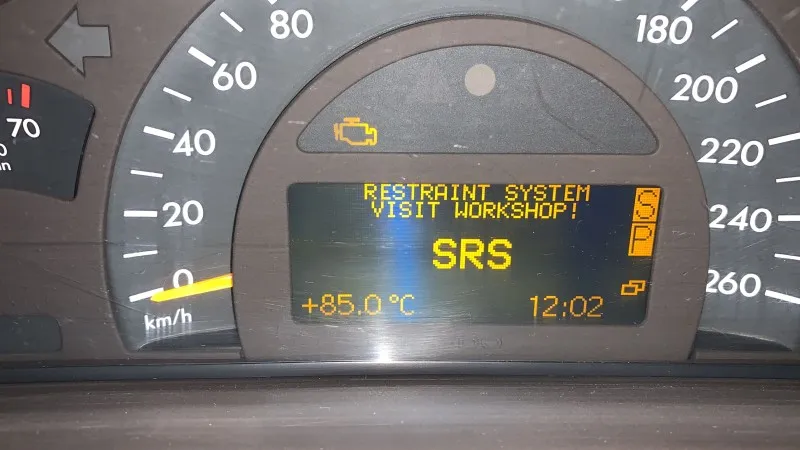 80
180
60
200
70
40
220
RESTRAINT SYSTEM
VISIT WORKSHOP!
S
20
P
240
SRS
0
260
+85.0 °C
12:02
km/h